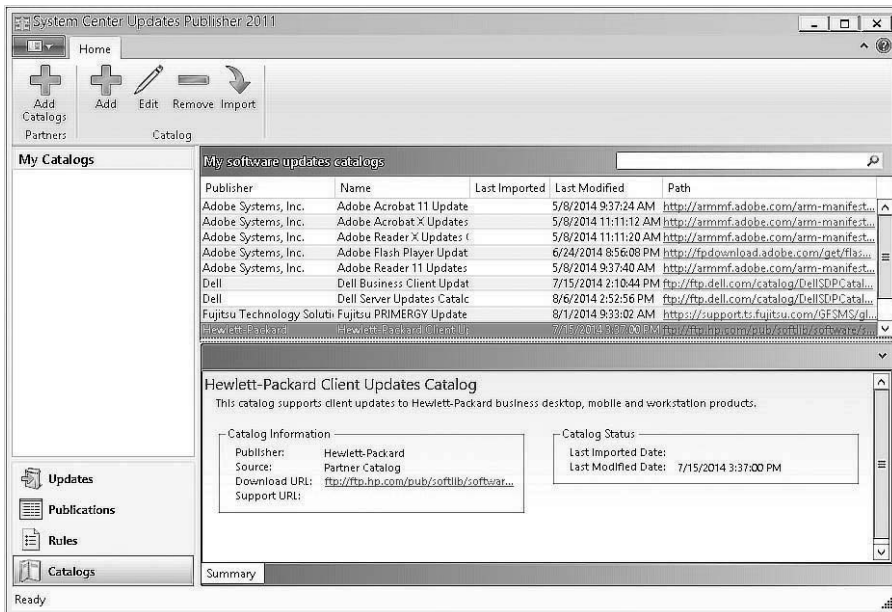 System Center Updates Publisher 2011
Home
Add Catalogs
Add
Edit
Remove
Import
Partners
Catalog
My Catalogs
My software updates catalogs
Publisher Name Last Imported Last Modified Path
Adobe Systems, Inc. Adobe Acrobat 11 Update 5/8/2014 9:37:24 AM http://armmf.adobe.com/arm-manifest...
Adobe Systems, Inc. Adobe Acrobat X Updates 5/8/2014 11:11:12 AM http://armmf.adobe.com/arm-manifest...
Adobe Systems, Inc. Adobe Reader X Updates ( 5/8/2014 11:11:20 AM http://armmf.adobe.com/arm-manifest...
Adobe Systems, Inc. Adobe Flash Player Updat 6/24/2014 8:56:08 PM http://fpdownload.adobe.com/get/flas...
Adobe Systems, Inc. Adobe Reader 11 Updates 5/8/2014 9:37:40 AM http://armmf.adobe.com/arm-manifest...
Dell Dell Business Client Updat 7/15/2014 2:10:44 PM ftp://ftp.dell.com/catalog/DellSDPCatal...
Dell Dell Server Updates Catalc 8/6/2014 2:52:56 PM ftp://ftp.dell.com/catalog/DellSDPCatal...
Fujitsu Technology Soluti Fujitsu PRIMERGY Update 8/1/2014 9:33:02 AM https://support.ts.fujitsu.com/GFSMS/gl...
Hewlett-Packard Hewlett-Packard Client Up 7/15/2014 3:37:00 PM ftp://ftp.hp.com/pub/softlib/software/s...
Hewlett-Packard Client Updates Catalog
This catalog supports client updates to Hewlett-Packard business desktop, mobile and workstation products.
Catalog Information
Publisher: Hewlett-Packard
Source: Partner Catalog
Download URL: ftp://ftp.hp.com/pub/softlib/softwar...
Support URL:
Catalog Status
Last Imported Date:
Last Modified Date: 7/15/2014 3:37:00 PM
Updates
Publications
Rules
Catalogs
Summary
Ready